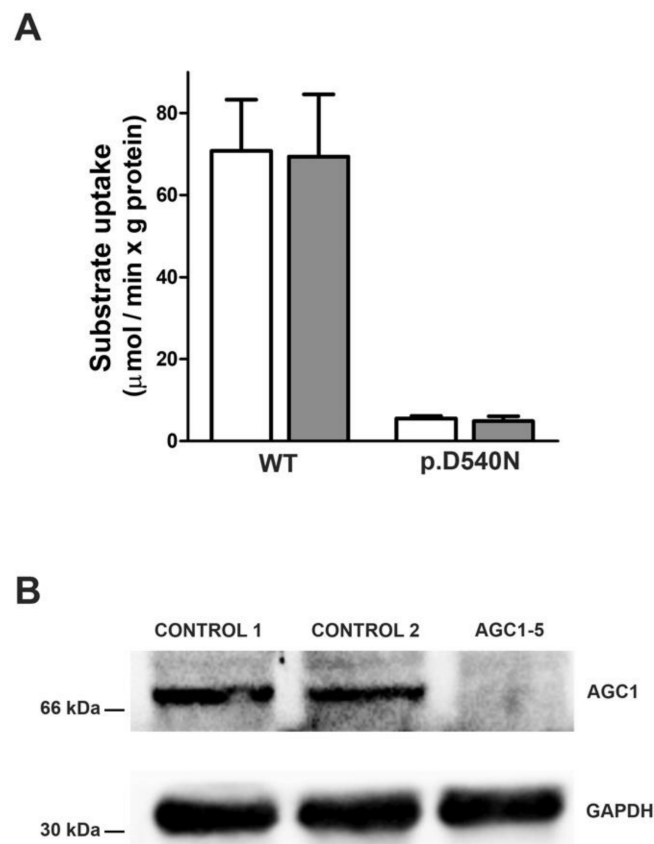 A
Substrate uptake
(μmol / min x g protein)
80
60
40
20
0
WT p.D540N
B
CONTROL 1 CONTROL 2 AGC1-5
66 kDa AGC1
30 kDa GAPDH